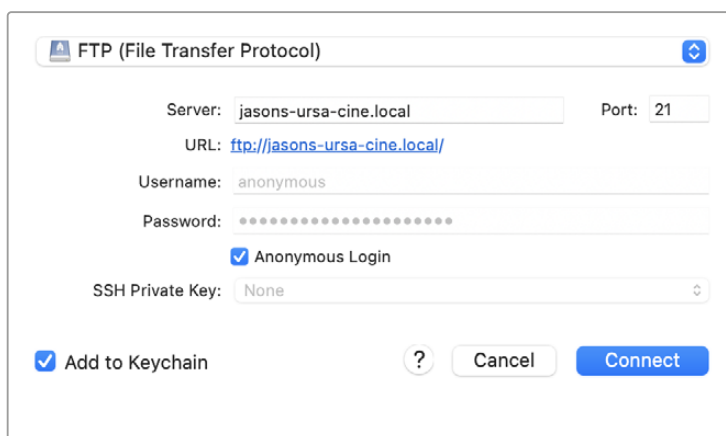 FTP (File Transfer Protocol)
Server: jasons-ursa-cine.local Port: 21
URL: ftp://jasons-ursa-cine.local/
Username: anonymous
Password: •••••••••••••••••••••
Anonymous Login
SSH Private Key: None
Add to Keychain ? Cancel Connect